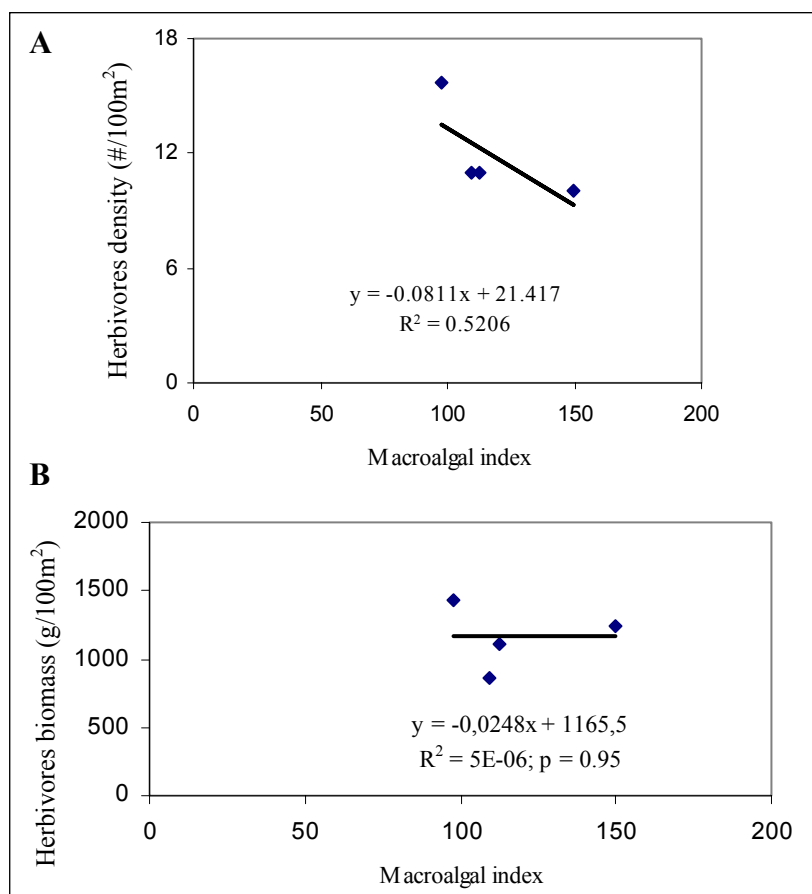 A
Herbivores density (#/100m²)
18
12
6
0
y = -0.0811x + 21.417
R² = 0.5206
0 50 100 150 200
Macroalgal index
B
Herbivores biomass (g/100m²)
2000
1500
1000
500
0
y = -0,0248x + 1165,5
R² = 5E-06; p = 0.95
0 50 100 150 200
Macroalgal index